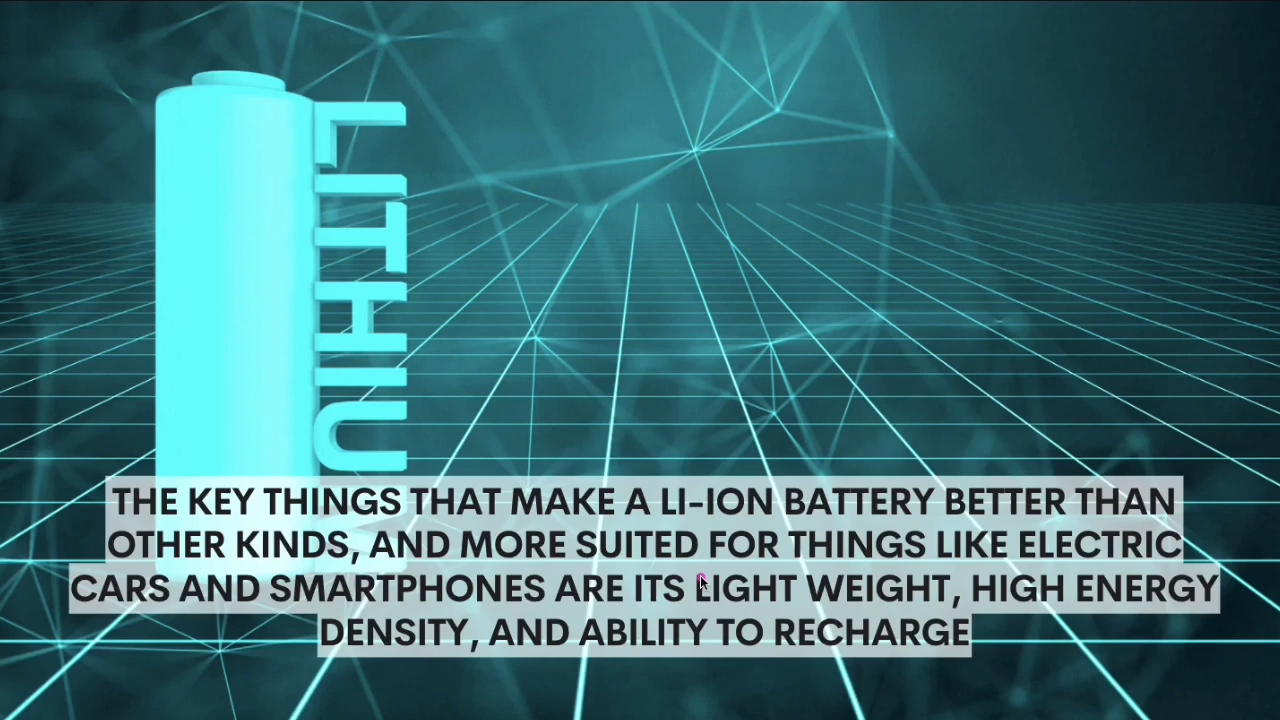 LITHIUM
THE KEY THINGS THAT MAKE A LI-ION BATTERY BETTER THAN
OTHER KINDS, AND MORE SUITED FOR THINGS LIKE ELECTRIC
CARS AND SMARTPHONES ARE ITS LIGHT WEIGHT, HIGH ENERGY
DENSITY, AND ABILITY TO RECHARGE